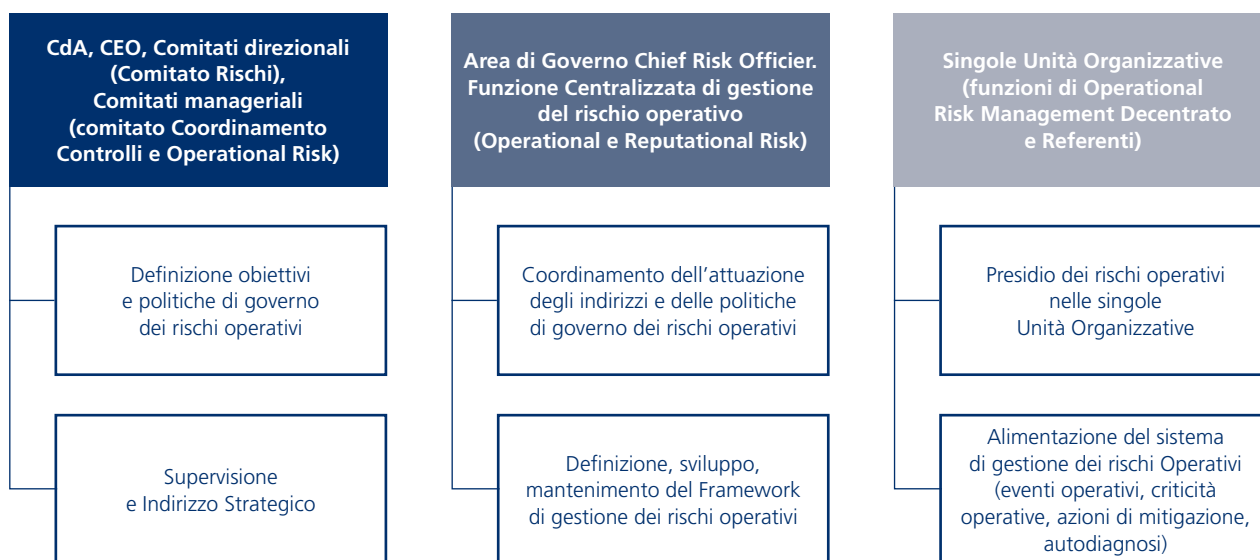 CdA, CEO, Comitati direzionali
(Comitato Rischi),
Comitati manageriali
(comitato Coordinamento
Controlli e Operational Risk)
Definizione obiettivi
e politiche di governo
dei rischi operativi
Supervisione
e Indirizzo Strategico
Area di Governo Chief Risk Officier.
Funzione Centralizzata di gestione
del rischio operativo
(Operational e Reputational Risk)
Coordinamento dell'attuazione
degli indirizzi e delle politiche
di governo dei rischi operativi
Definizione, sviluppo,
mantenimento del Framework
di gestione dei rischi operativi
Singole Unità Organizzative
(funzioni di Operational
Risk Management Decentrato
e Referenti)
Presidio dei rischi operativi
nelle singole
Unità Organizzative
Alimentazione del sistema
di gestione dei rischi Operativi
(eventi operativi, criticità
operative, azioni di mitigazione,
autodiagnosi)